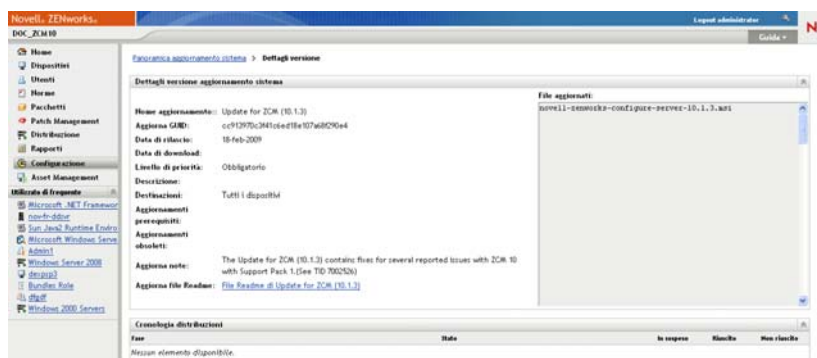 Novell® ZENworks®
Logout administrator
DOC_ZCM10
Guida
N
Home
Dispositivi
Utenti
Norme
Pacchetti
Patch Management
Distribuzione
Rapporti
Configurazione
Asset Management
Utilizzato di frequente
Microsoft .NET Framewor
nov-fr-ddsvr
Sun Java2 Runtime Enviro
Microsoft Windows Serve
Admin1
Windows Server 2008
Bundles Role
Windows 2000 Servers
Panoramica aggiornamento sistema > Dettagli versione
Dettagli versione aggiornamento sistema
Nome aggiornamento: Update for ZCM (10.1.3)
Aggiorna GUID:
Data di rilascio: 18-feb-2009
Data di download:
Livello di priorità: Obbligatorio
Descrizione:
Destinazioni: Tutti i dispositivi
Aggiornamenti prerequisiti:
Aggiornamenti obsoleti:
Aggiorna note: The Update for ZCM (10.1.3) contains fixes for several reported issues with ZCM 10
with Support Pack 1.(See TID 7002526)
Aggiorna file Readme: File Readme di Update for ZCM (10.1.3)
File aggiornati:
novell-zenworks-configure-server-10.1.3.msi
Cronologia distribuzioni
Fase Stato In sospeso Riuscito Non riuscito
Nessun elemento disponibile.